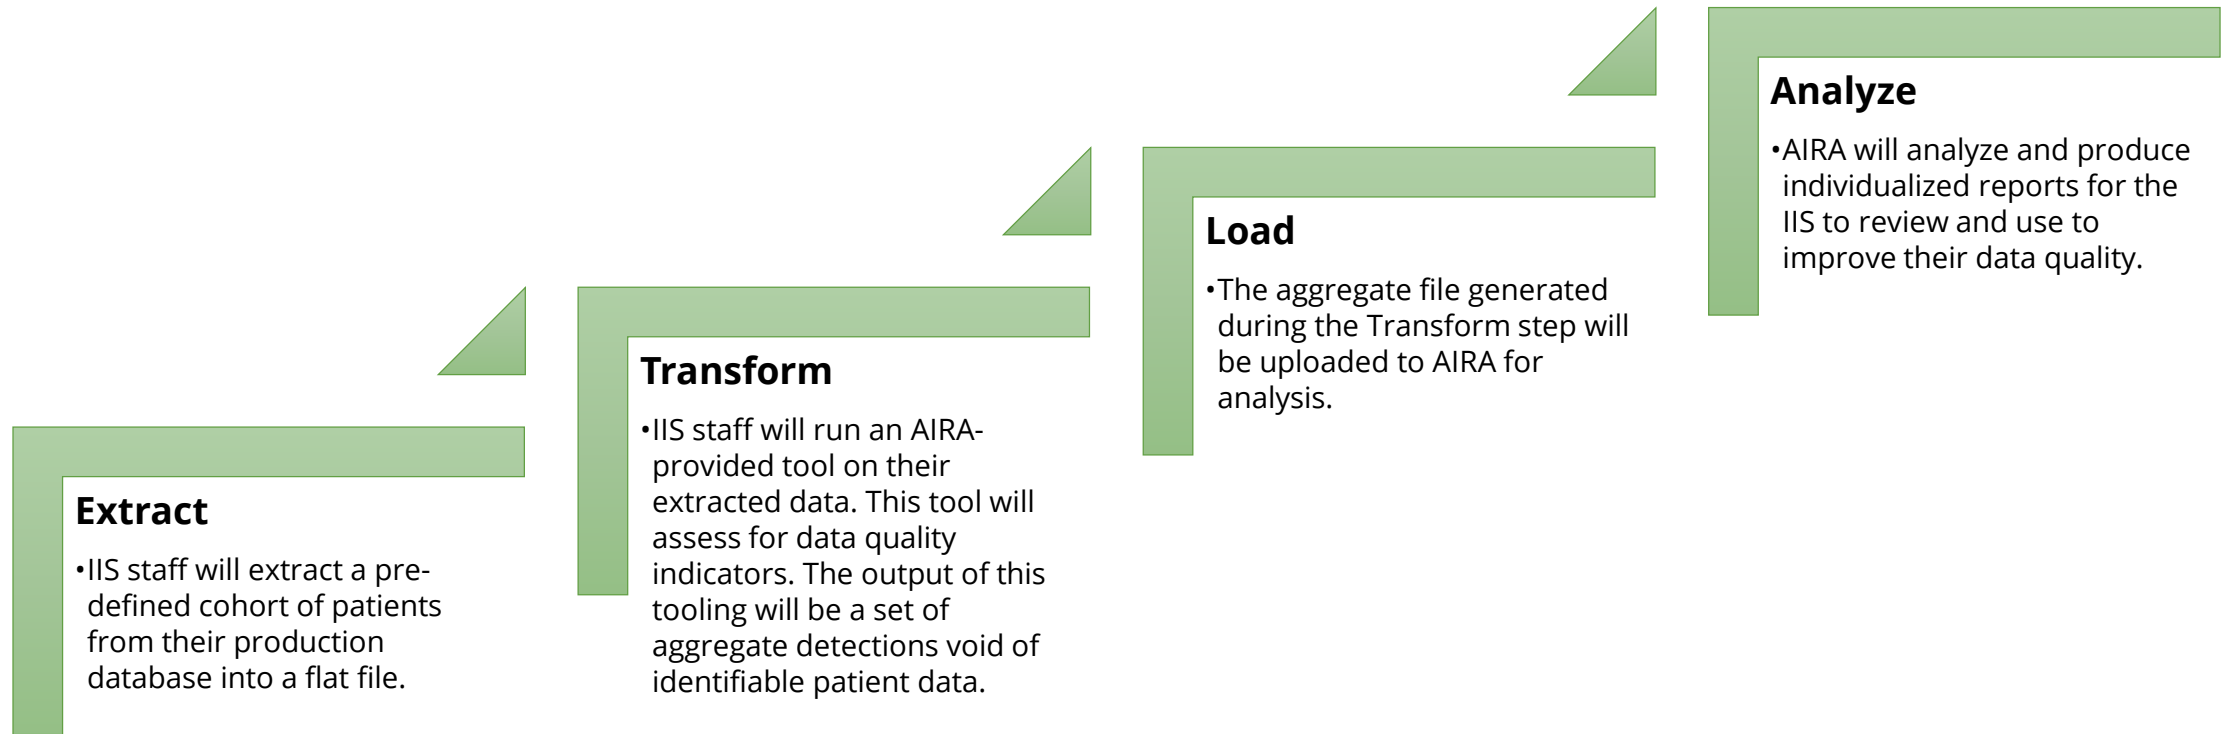 Extract
•IIS staff will extract a pre-
defined cohort of patients
from their production
database into a flat file.
Transform
•IIS staff will run an AIRA-
provided tool on their
extracted data. This tool will
assess for data quality
indicators. The output of this
tooling will be a set of
aggregate detections void of
identifiable patient data.
Load
•The aggregate file generated
during the Transform step will
be uploaded to AIRA for
analysis.
Analyze
•AIRA will analyze and produce
individualized reports for the
IIS to review and use to
improve their data quality.